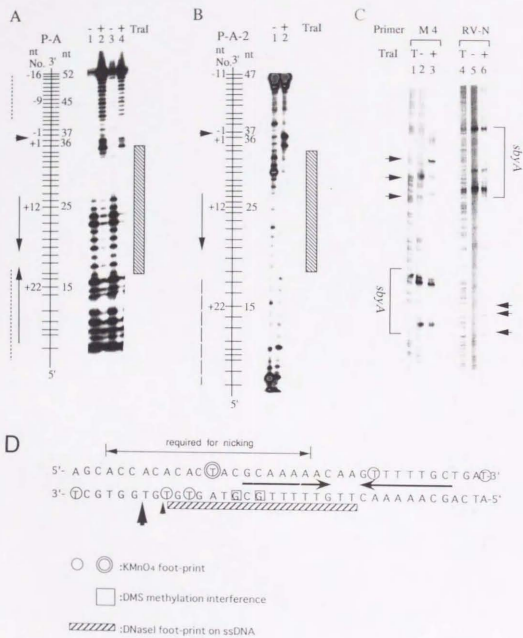 A
- + - +
TraI
P-A
1 2 3 4
nt No.
3'
nt
-16
52
-9
45
-1
37
+1
36
+12
25
+22
15
5'
B
- +
TraI
P-A-2
1 2
nt No.
3'
nt
-11
47
-1
37
+1
36
+12
25
+22
15
5'
C
Primer M 4 RV-N
TraI T - + T - +
1 2 3 4 5 6
sbyA
sbyA
D
required for nicking
5'- A G C A C C A C A C A C T A C G C A A A A A C A A G T T T T T G C T G A T -3'
3'- T C G T G G T G T G T G A T G C G T T T T T G T T C A A A A A C G A C T A -5'
:KMnO4 foot-print
:DMS methylation interference
:DNaseI foot-print on ssDNA